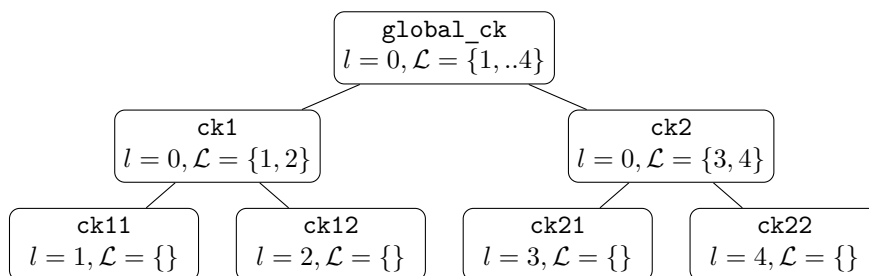 global_ck
l = 0, ℒ = {1, ..4}
ck1
l = 0, ℒ = {1, 2}
ck2
l = 0, ℒ = {3, 4}
ck11
l = 1, ℒ = {}
ck12
l = 2, ℒ = {}
ck21
l = 3, ℒ = {}
ck22
l = 4, ℒ = {}